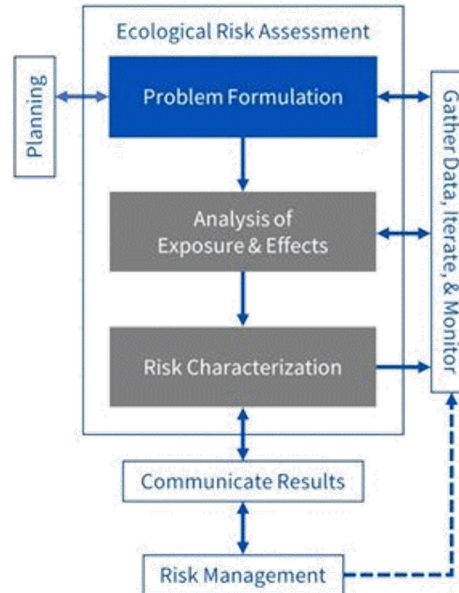 Ecological Risk Assessment
Planning
Problem Formulation
Gather Data, Iterate, & Monitor
Analysis of
Exposure & Effects
Risk Characterization
Communicate Results
Risk Management